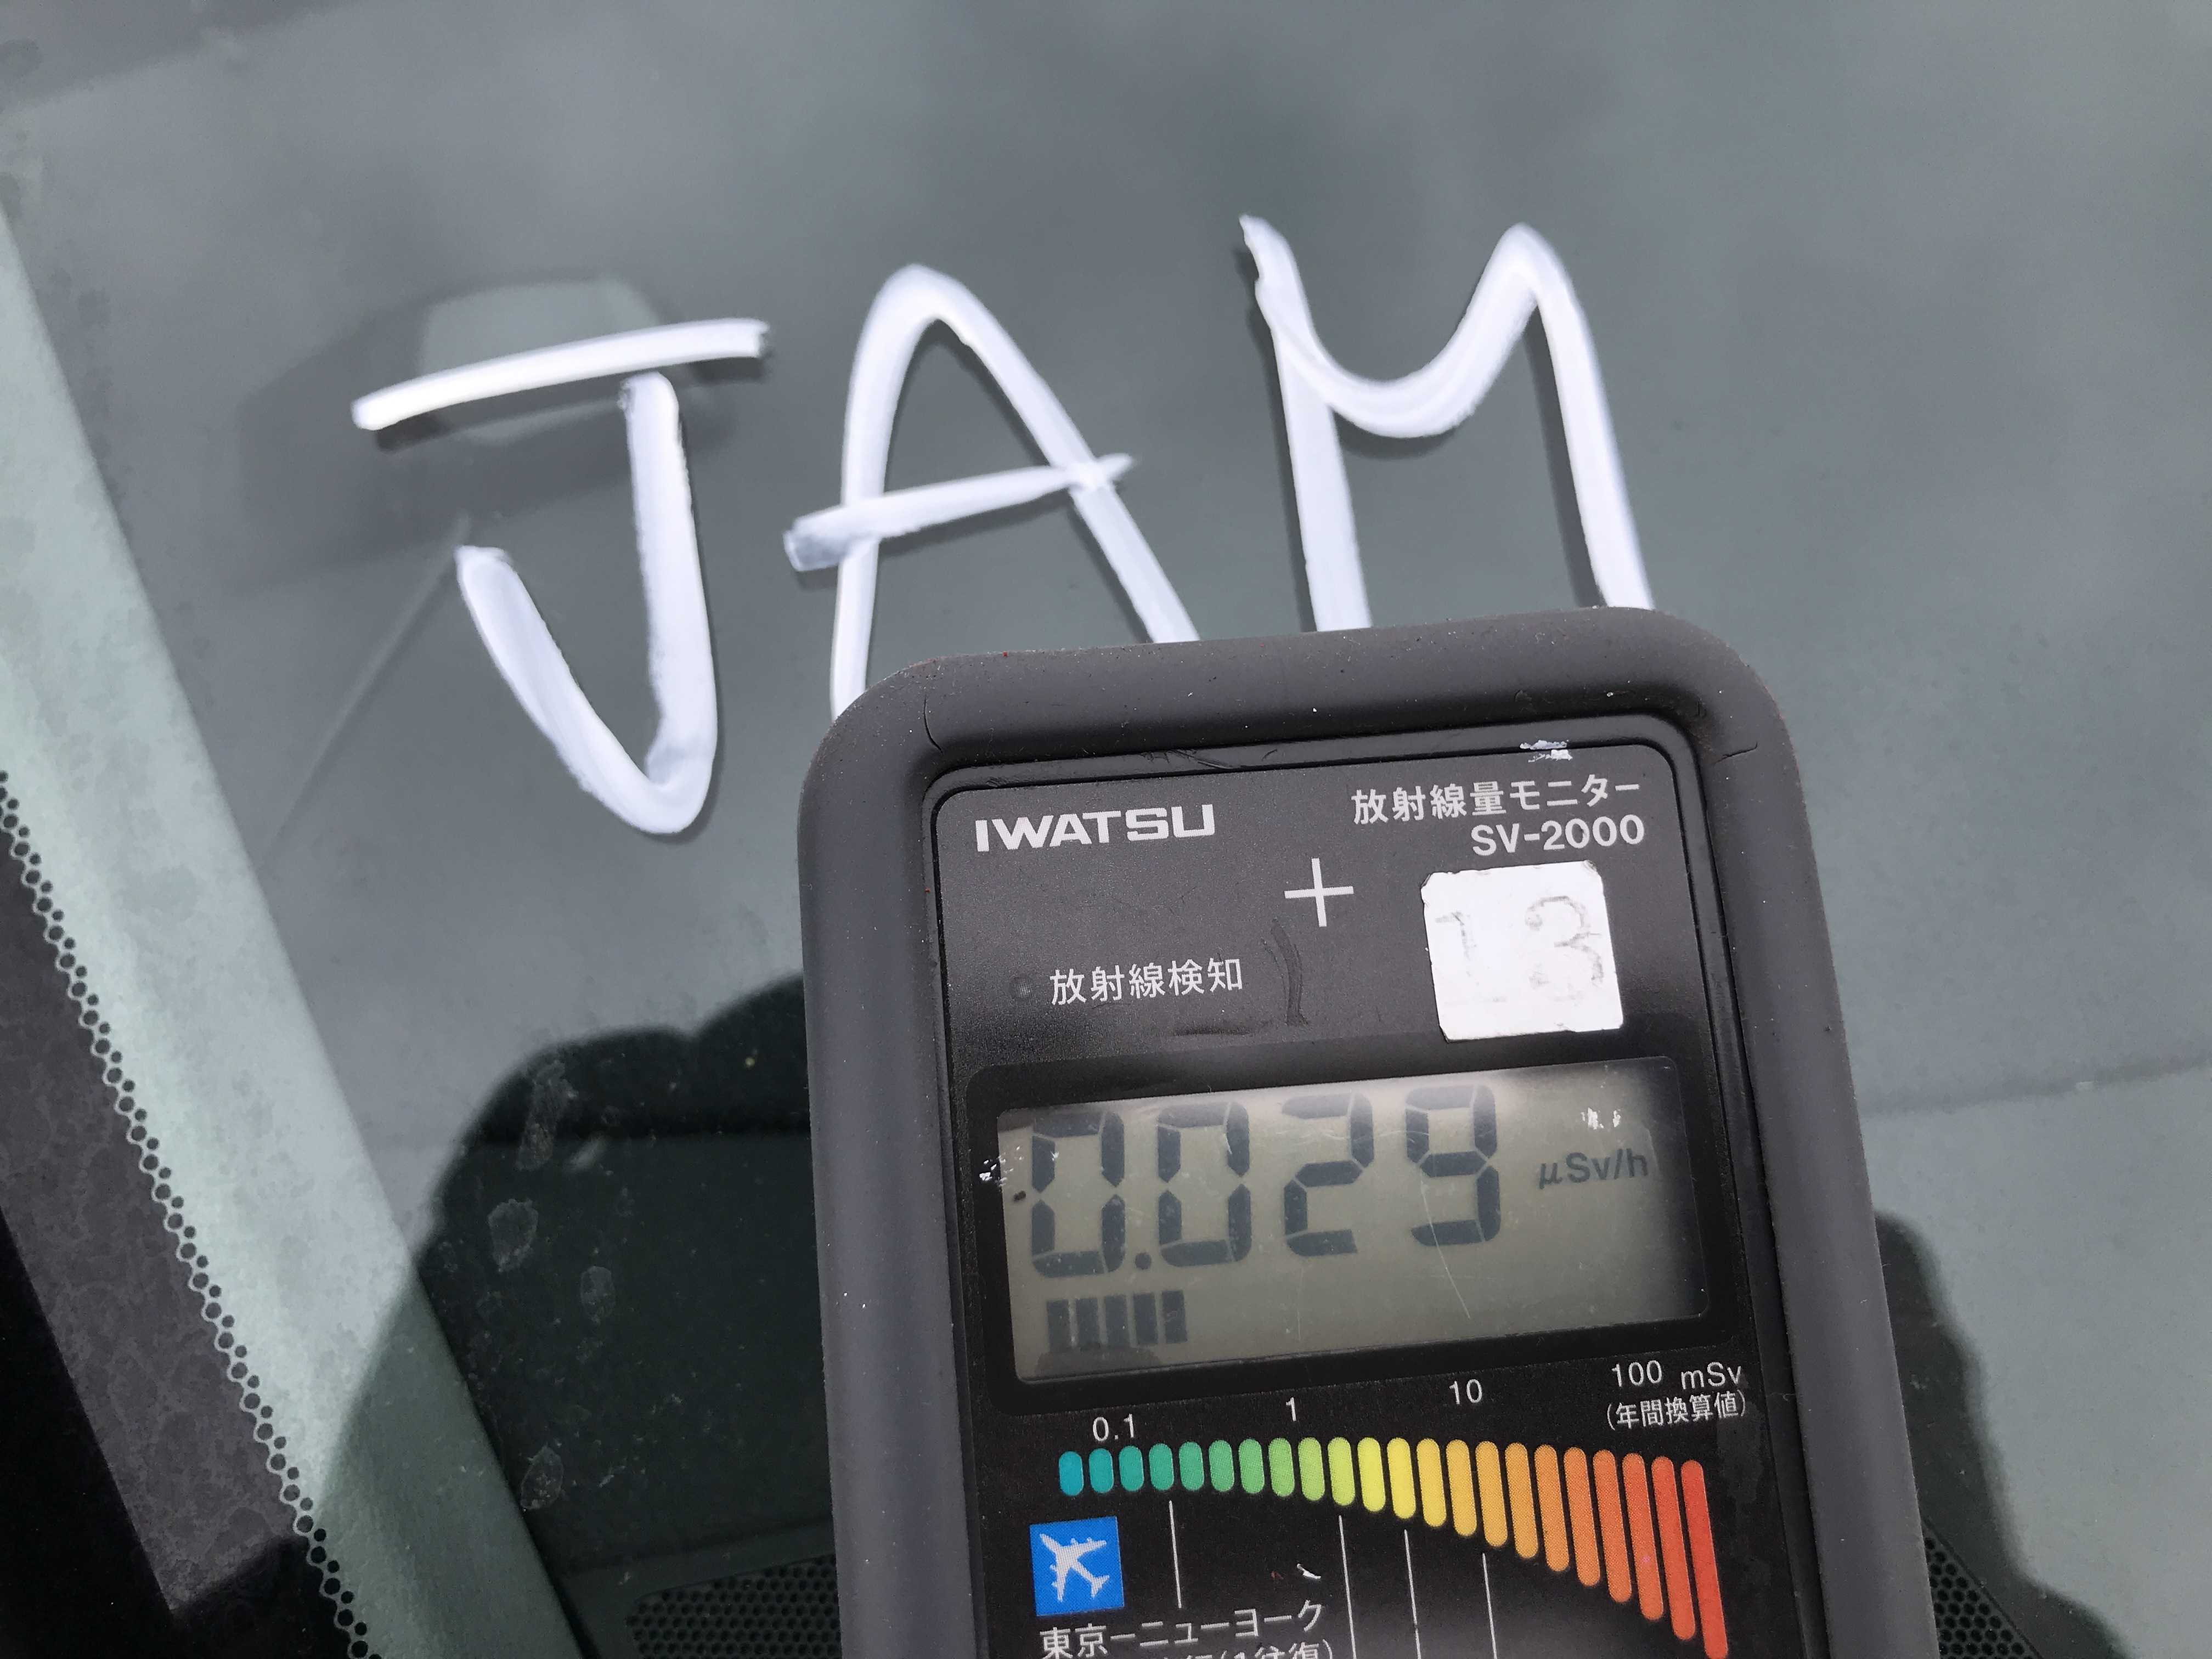 JAM
IWATSU
放射線量モニター
SV-2000
13
放射線検知
0.029 μSv/h
0.1 1 10 100 mSv
(年間換算値)
東京ーニューヨーク